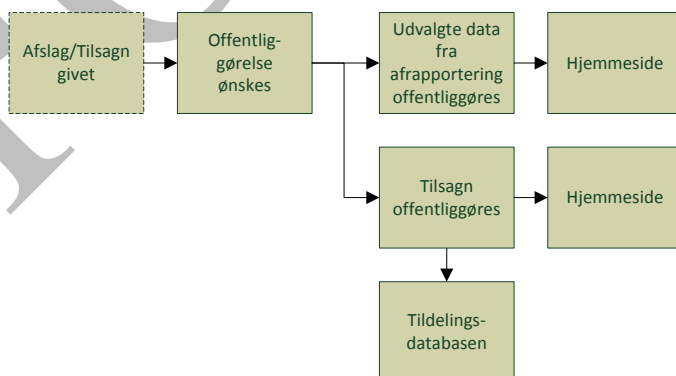 Afslag/Tilsagn
givet
Offentlig-
gørelse
ønskes
Udvalgte data
fra
afrapportering
offentliggøres
Hjemmeside
Tilsagn
offentliggøres
Hjemmeside
Tildelings-
databasen